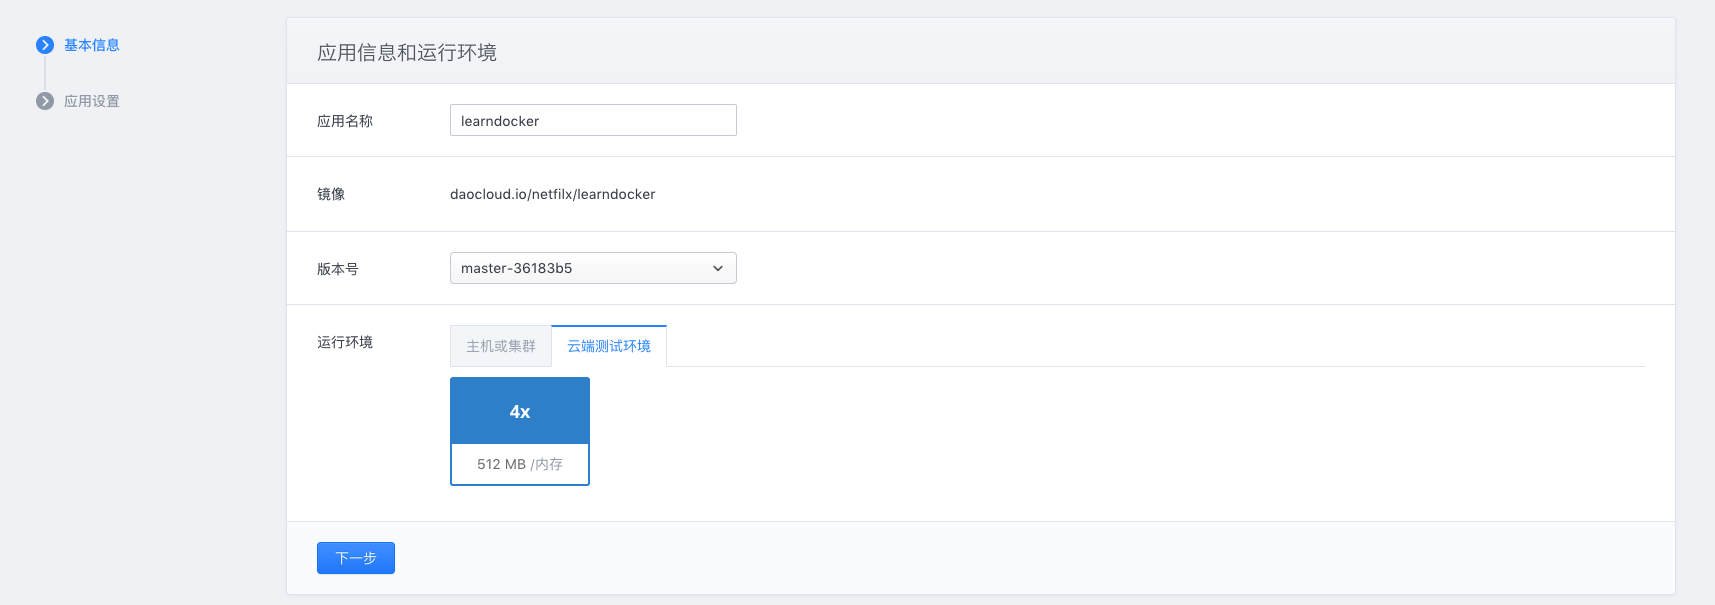 基本信息
应用设置
应用信息和运行环境
应用名称 learndocker
镜像 daocloud.io/netfilx/learndocker
版本号 master-36183b5
运行环境 主机或集群 云端测试环境
4x
512 MB /内存
下一步